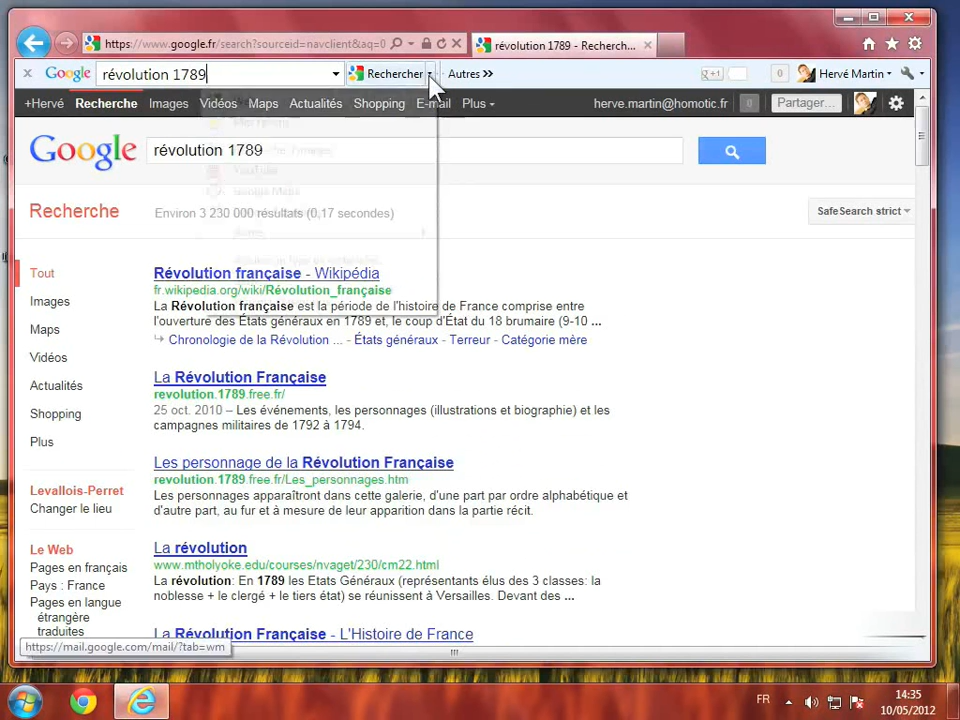 https://www.google.fr/search?sourceid=navclient&aq=0
révolution 1789 - Recherch...
Google
révolution 1789
Rechercher
Autres »
g+1
0
Hervé Martin
+Hervé Recherche Images Vidéos Maps Actualités Shopping E-mail Plus
herve.martin@homotic.fr
0
Partager...
Google
révolution 1789
YouTube
Google Maps
Recherche
Environ 3 230 000 résultats (0,17 secondes)
SafeSearch strict
Tout
Images
Maps
Vidéos
Actualités
Shopping
Plus
Levallois-Perret
Changer le lieu
Le Web
Pages en français
Pays : France
Pages en langue
étrangère
traduites
Révolution française - Wikipédia
fr.wikipedia.org/wiki/Révolution_française
La Révolution française est la période de l'histoire de France comprise entre
l'ouverture des États généraux en 1789 et, le coup d'État du 18 brumaire (9-10 ...
Chronologie de la Révolution ... - États généraux - Terreur - Catégorie mère
La Révolution Française
revolution.1789.free.fr/
25 oct. 2010 – Les événements, les personnages (illustrations et biographie) et les
campagnes militaires de 1792 à 1794.
Les personnage de la Révolution Française
revolution.1789.free.fr/Les_personnages.htm
Les personnages apparaîtront dans cette galerie, d'une part par ordre alphabétique et
d'autre part, au fur et à mesure de leur apparition dans la partie récit.
La révolution
www.mtholyoke.edu/courses/nvaget/230/cm22.html
La révolution: En 1789 les Etats Généraux (représentants élus des 3 classes: la
noblesse + le clergé + le tiers état) se réunissent à Versailles. Devant des ...
La Révolution Française - L'Histoire de France
https://mail.google.com/mail/?tab=wm
FR
14:35
10/05/2012